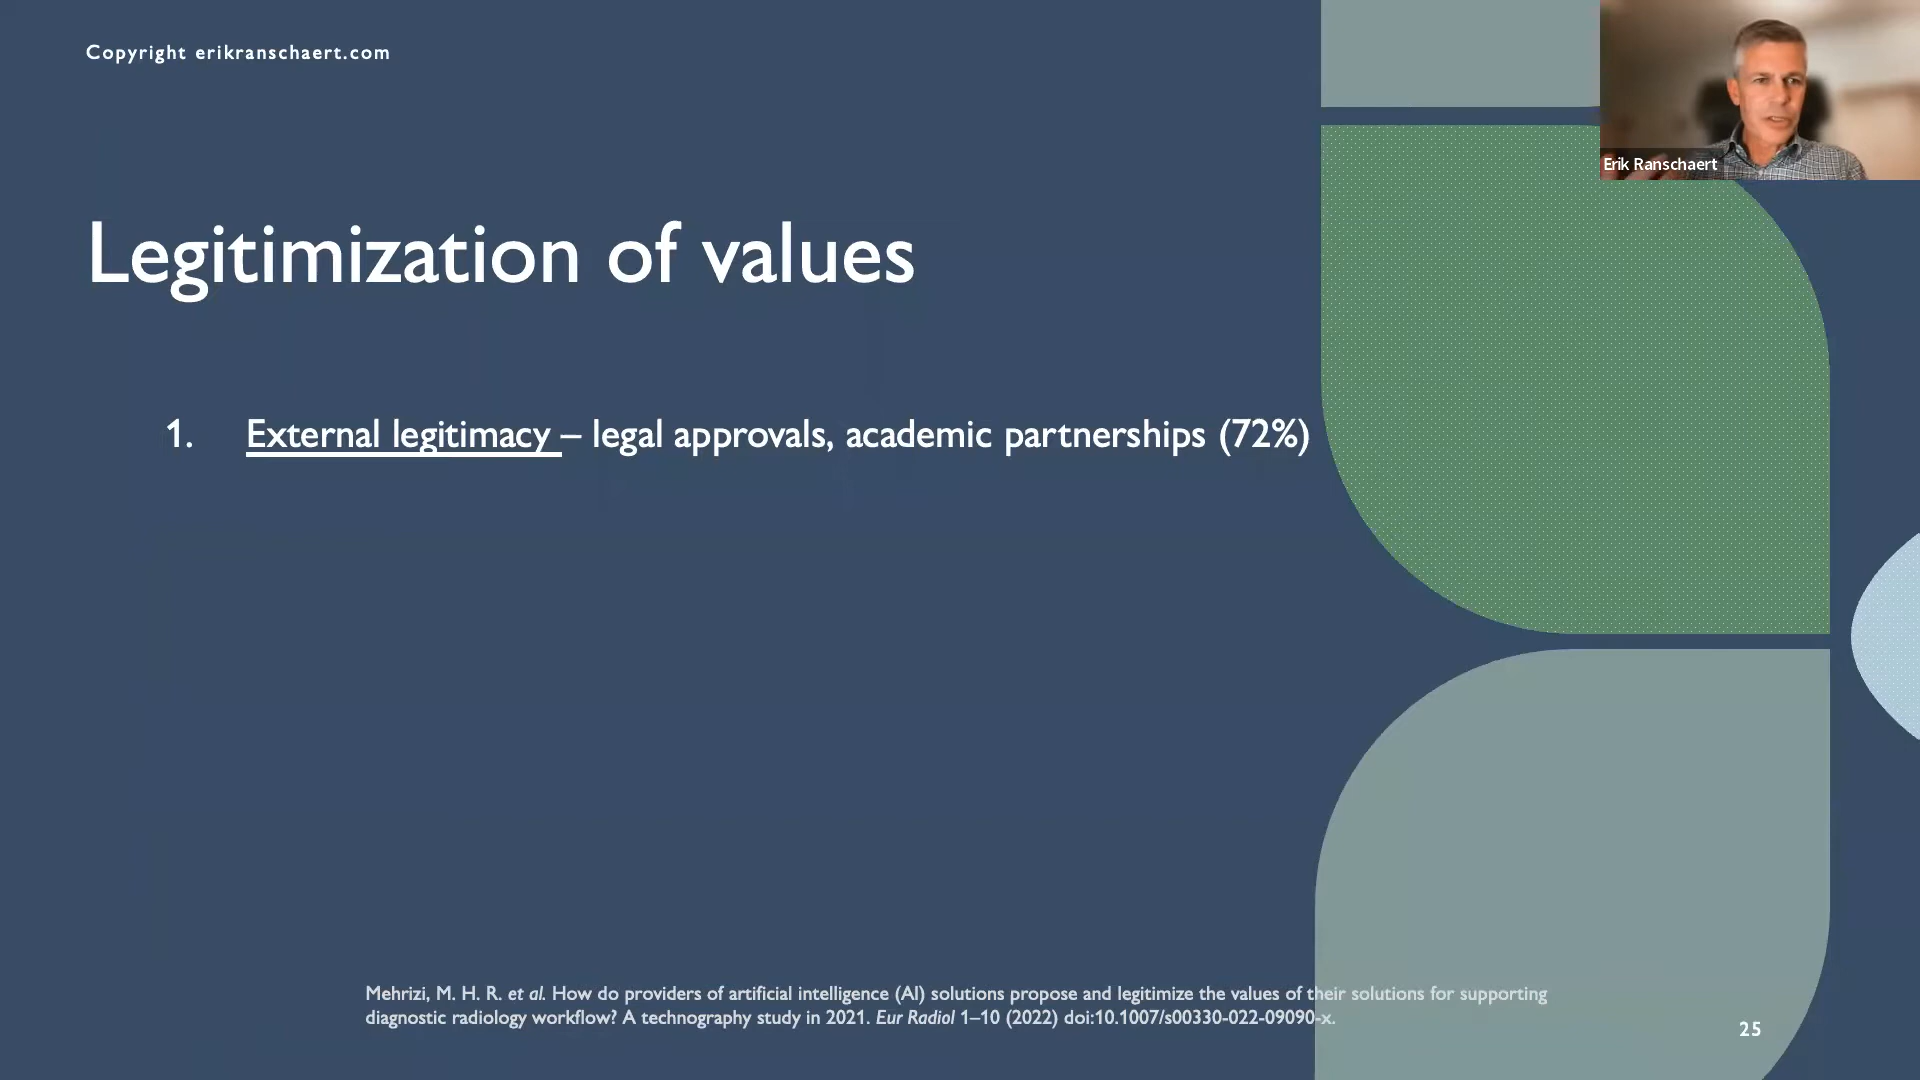 Copyright erikranschaert.com
Erik Ranschaert
Legitimization of values
1. External legitimacy – legal approvals, academic partnerships (72%)
Mehrizi, M. H. R. et al. How do providers of artificial intelligence (AI) solutions propose and legitimize the values of their solutions for supporting
diagnostic radiology workflow? A technography study in 2021. Eur Radiol 1–10 (2022) doi:10.1007/s00330-022-09090-x.
25